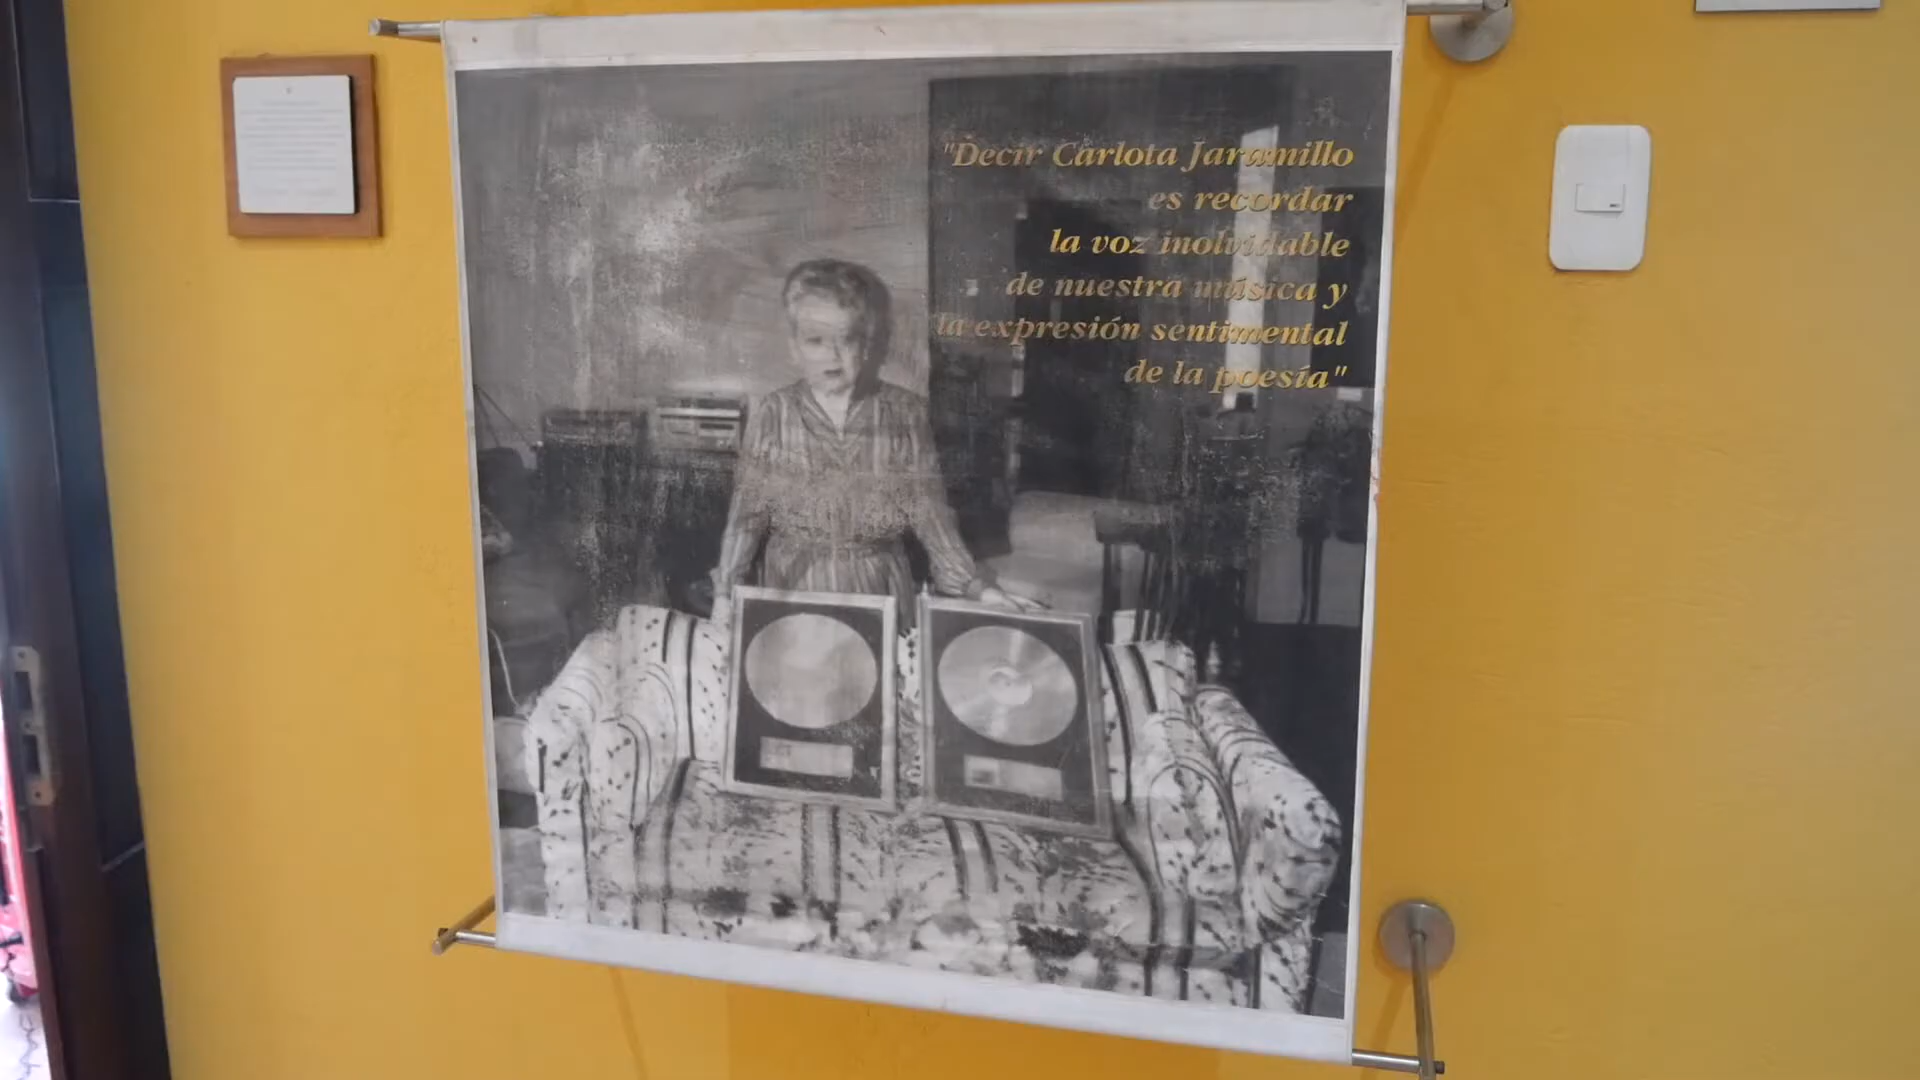 "Decir Carlota Jaramillo
es recordar
la voz inolvidable
de nuestra música y
la expresión sentimental
de la poesía"